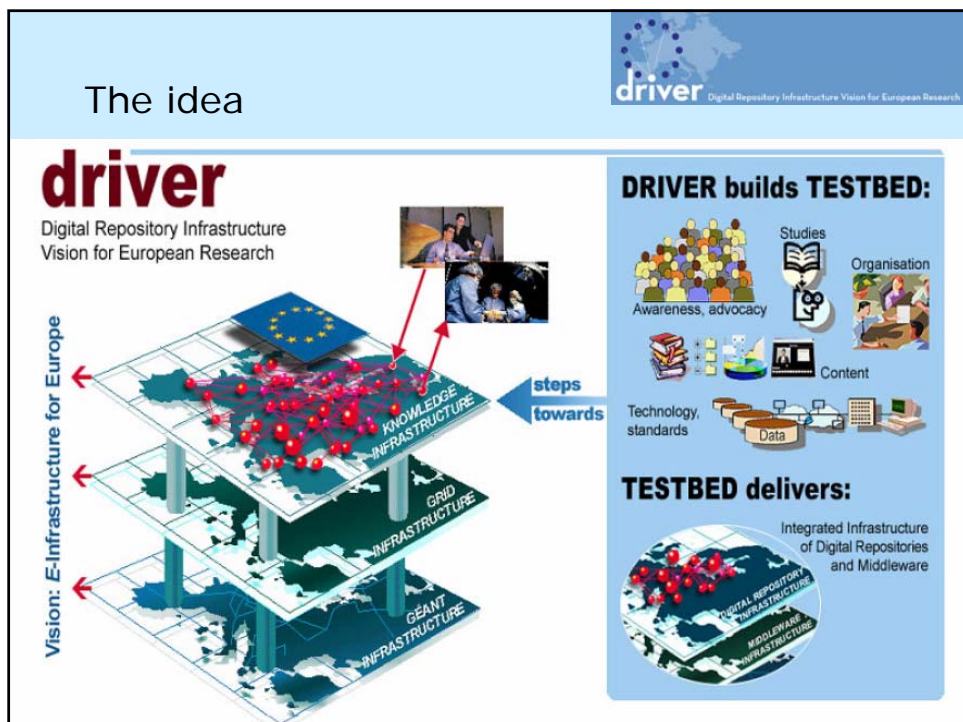 The idea
driver Digital Repository Infrastructure Vision for European Research
driver
Digital Repository Infrastructure
Vision for European Research
Vision: E-Infrastructure for Europe
KNOWLEDGE
INFRASTRUCTURE
GRID
INFRASTRUCTURE
GÉANT
INFRASTRUCTURE
steps
towards
DRIVER builds TESTBED:
Studies
Organisation
Awareness, advocacy
Content
Technology,
standards
Data
TESTBED delivers:
Integrated Infrastructure
of Digital Repositories
and Middleware
DIGITAL REPOSITORY
INFRASTRUCTURE
MIDDLEWARE
INFRASTRUCTURE